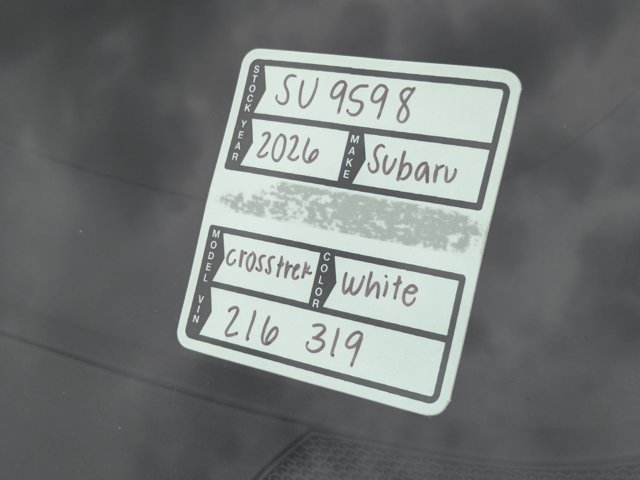 STOCK SU 9598
YEAR 2026 MAKE Subaru
MODEL crosstrek COLOR white
VIN 216 319